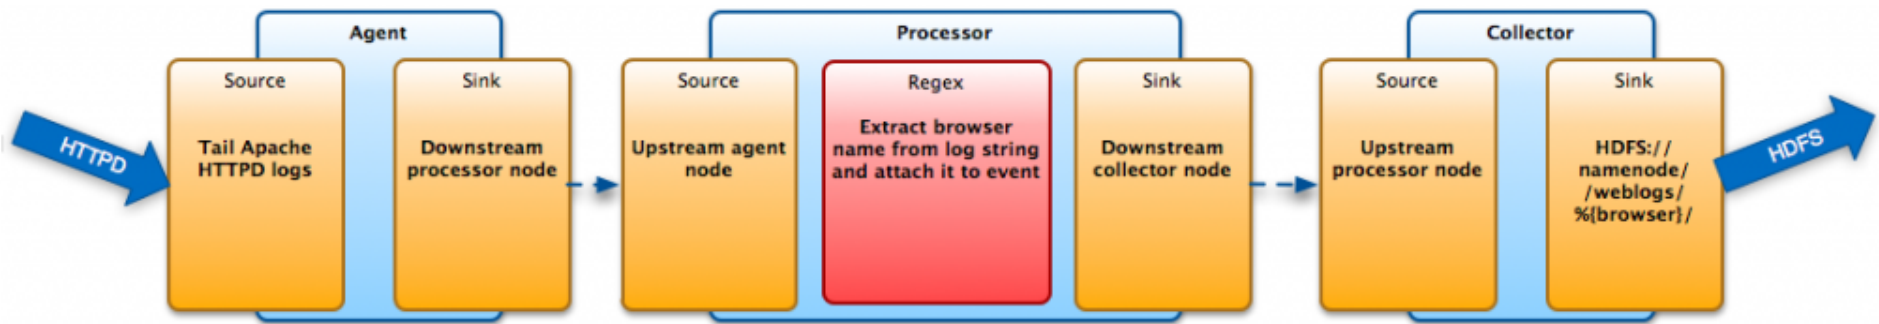 Agent
Processor
Collector
HTTPD
Source
Tail Apache
HTTPD logs
Sink
Downstream
processor node
Source
Upstream agent
node
Regex
Extract browser
name from log string
and attach it to event
Sink
Downstream
collector node
Source
Upstream
processor node
Sink
HDFS://
namenode/
/weblogs/
%{browser}/
HDFS